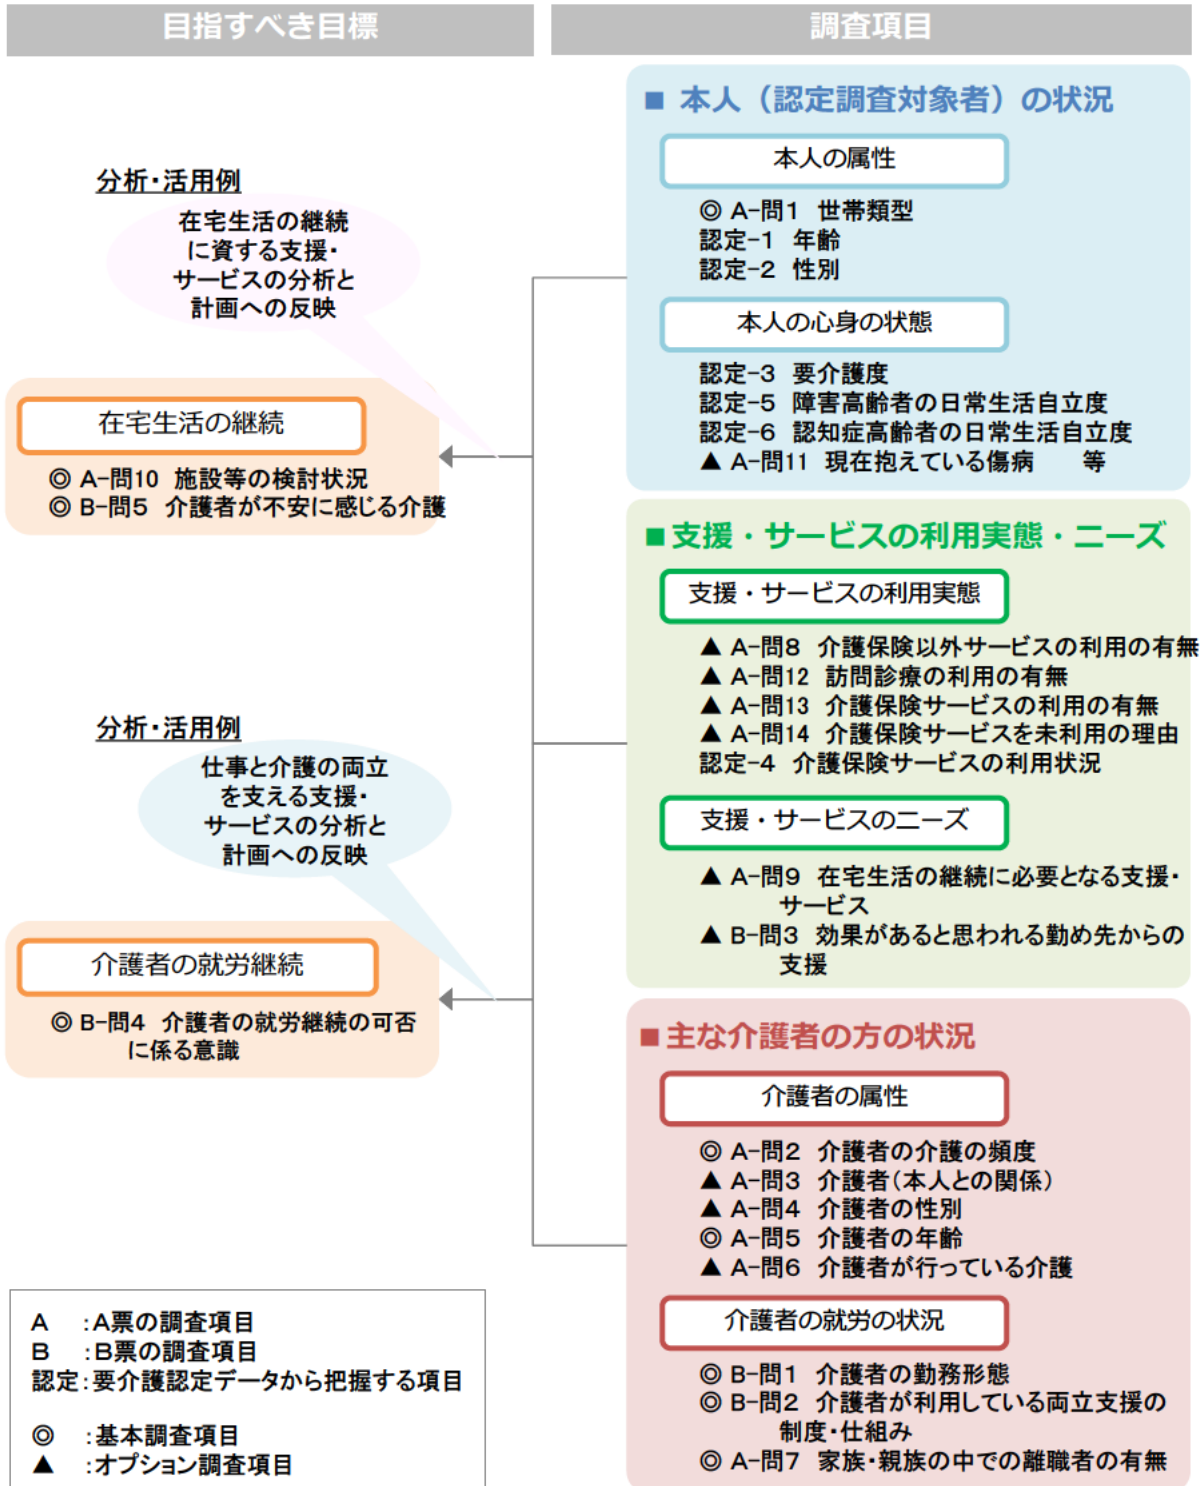 目指すべき目標
調査項目
分析・活用例
在宅生活の継続
に資する支援・
サービスの分析と
計画への反映
在宅生活の継続
◎ A-問10 施設等の検討状況
◎ B-問5 介護者が不安に感じる介護
分析・活用例
仕事と介護の両立
を支える支援・
サービスの分析と
計画への反映
介護者の就労継続
◎ B-問4 介護者の就労継続の可否
に係る意識
■ 本人（認定調査対象者）の状況
本人の属性
◎ A-問1 世帯類型
認定-1 年齢
認定-2 性別
本人の心身の状態
認定-3 要介護度
認定-5 障害高齢者の日常生活自立度
認定-6 認知症高齢者の日常生活自立度
▲ A-問11 現在抱えている傷病 等
■支援・サービスの利用実態・ニーズ
支援・サービスの利用実態
▲ A-問8 介護保険以外サービスの利用の有無
▲ A-問12 訪問診療の利用の有無
▲ A-問13 介護保険サービスの利用の有無
▲ A-問14 介護保険サービスを未利用の理由
認定-4 介護保険サービスの利用状況
支援・サービスのニーズ
▲ A-問9 在宅生活の継続に必要となる支援・
サービス
▲ B-問3 効果があると思われる勤め先からの
支援
■主な介護者の方の状況
介護者の属性
◎ A-問2 介護者の介護の頻度
▲ A-問3 介護者（本人との関係）
▲ A-問4 介護者の性別
◎ A-問5 介護者の年齢
▲ A-問6 介護者が行っている介護
介護者の就労の状況
◎ B-問1 介護者の勤務形態
◎ B-問2 介護者が利用している両立支援の
制度・仕組み
◎ A-問7 家族・親族の中での離職者の有無
A ：A票の調査項目
B ：B票の調査項目
認定：要介護認定データから把握する項目
◎ ：基本調査項目
▲ ：オプション調査項目